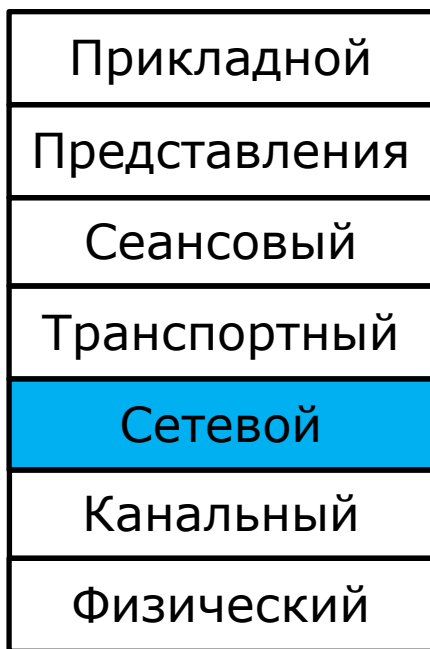 Прикладной
Представления
Сеансовый
Транспортный
Сетевой
Канальный
Физический